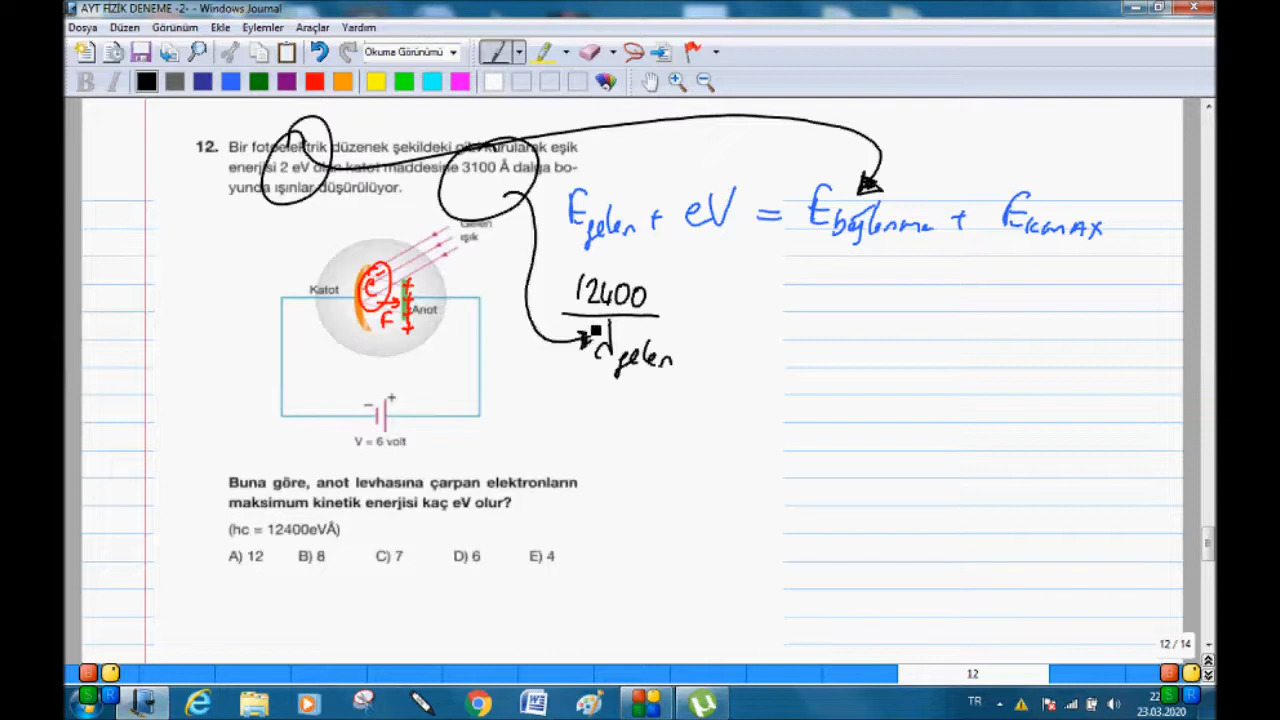 AYT FİZİK DENEME -2- - Windows Journal
Dosya Düzen Görünüm Ekle Eylemler Araçlar Yardım
Okuma Görünümü
B I
12. Bir fotoelektrik düzenek şekildeki gibi kurularak eşik
enerjisi 2 eV olan katot maddesine 3100 Å dalga bo-
yunda ışınlar düşürülüyor.
E gelen + eV = E bağlanma + E kmAX
Gelen
ışık
12400
gelen
Katot
e-
F
+
+
+
Anot
- +
V = 6 volt
Buna göre, anot levhasına çarpan elektronların
maksimum kinetik enerjisi kaç eV olur?
(hc = 12400eVÅ)
A) 12 B) 8 C) 7 D) 6 E) 4
12 / 14
12
S R
TR
22
S R
23.03.2020